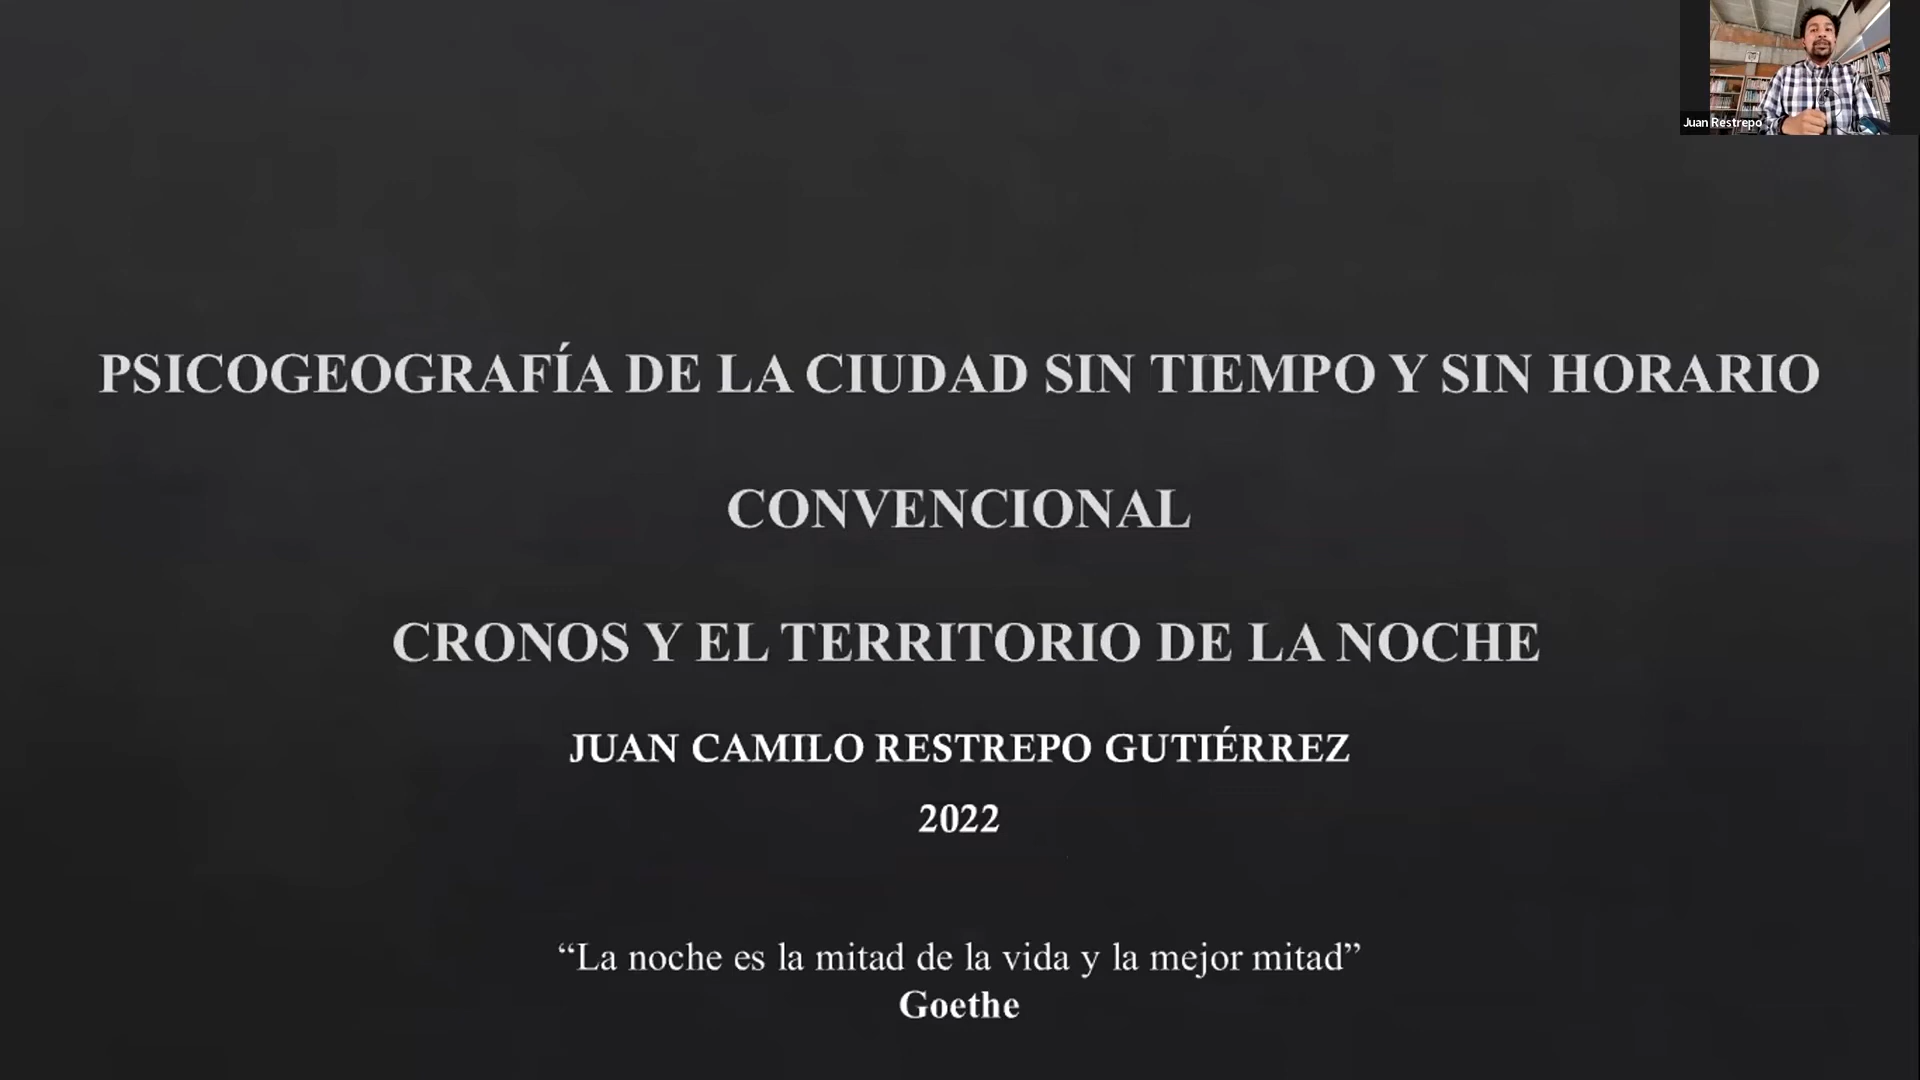 Juan Restrepo
PSICOGEOGRAFÍA DE LA CIUDAD SIN TIEMPO Y SIN HORARIO
CONVENCIONAL
CRONOS Y EL TERRITORIO DE LA NOCHE
JUAN CAMILO RESTREPO GUTIÉRREZ
2022
“La noche es la mitad de la vida y la mejor mitad”
Goethe